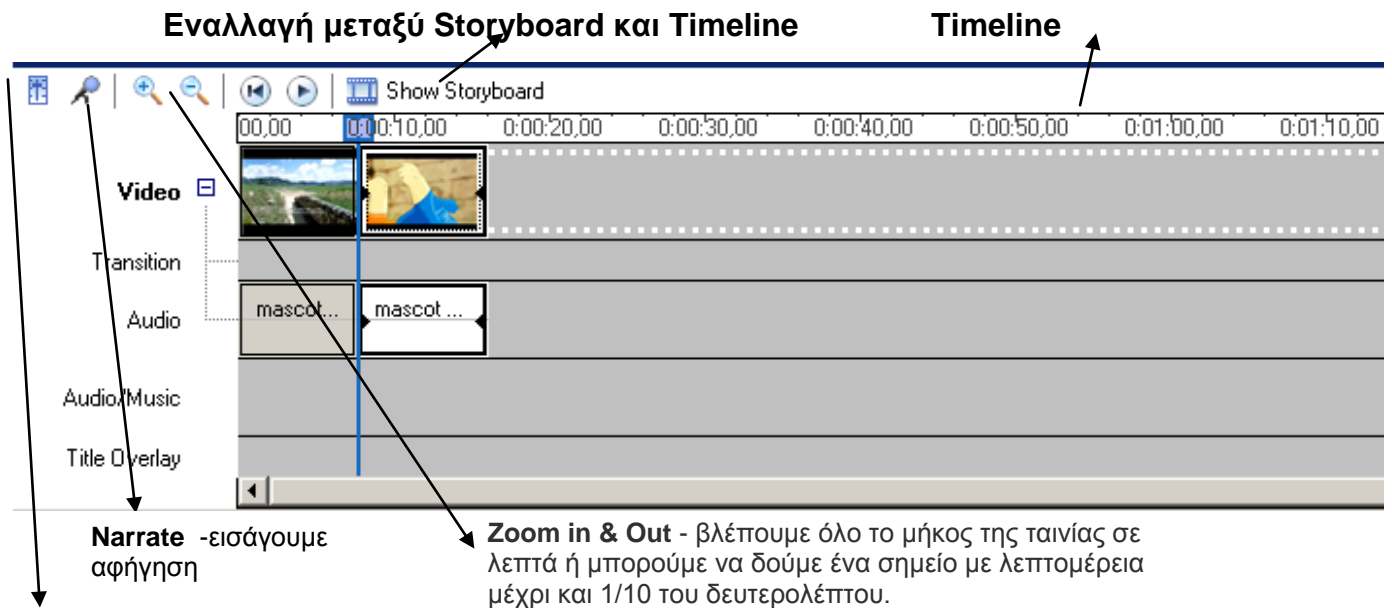 Εναλλαγή μεταξύ Storyboard και Timeline Timeline
Show Storyboard
00,00 0:00:10,00 0:00:20,00 0:00:30,00 0:00:40,00 0:00:50,00 0:01:00,00 0:01:10,00
Video
Transition
Audio mascot... mascot ...
Audio/Music
Title Overlay
Narrate -εισάγουμε
αφήγηση
Zoom in & Out - βλέπουμε όλο το μήκος της ταινίας σε
λεπτά ή μπορούμε να δούμε ένα σημείο με λεπτομέρεια
μέχρι και 1/10 του δευτερολέπτου.